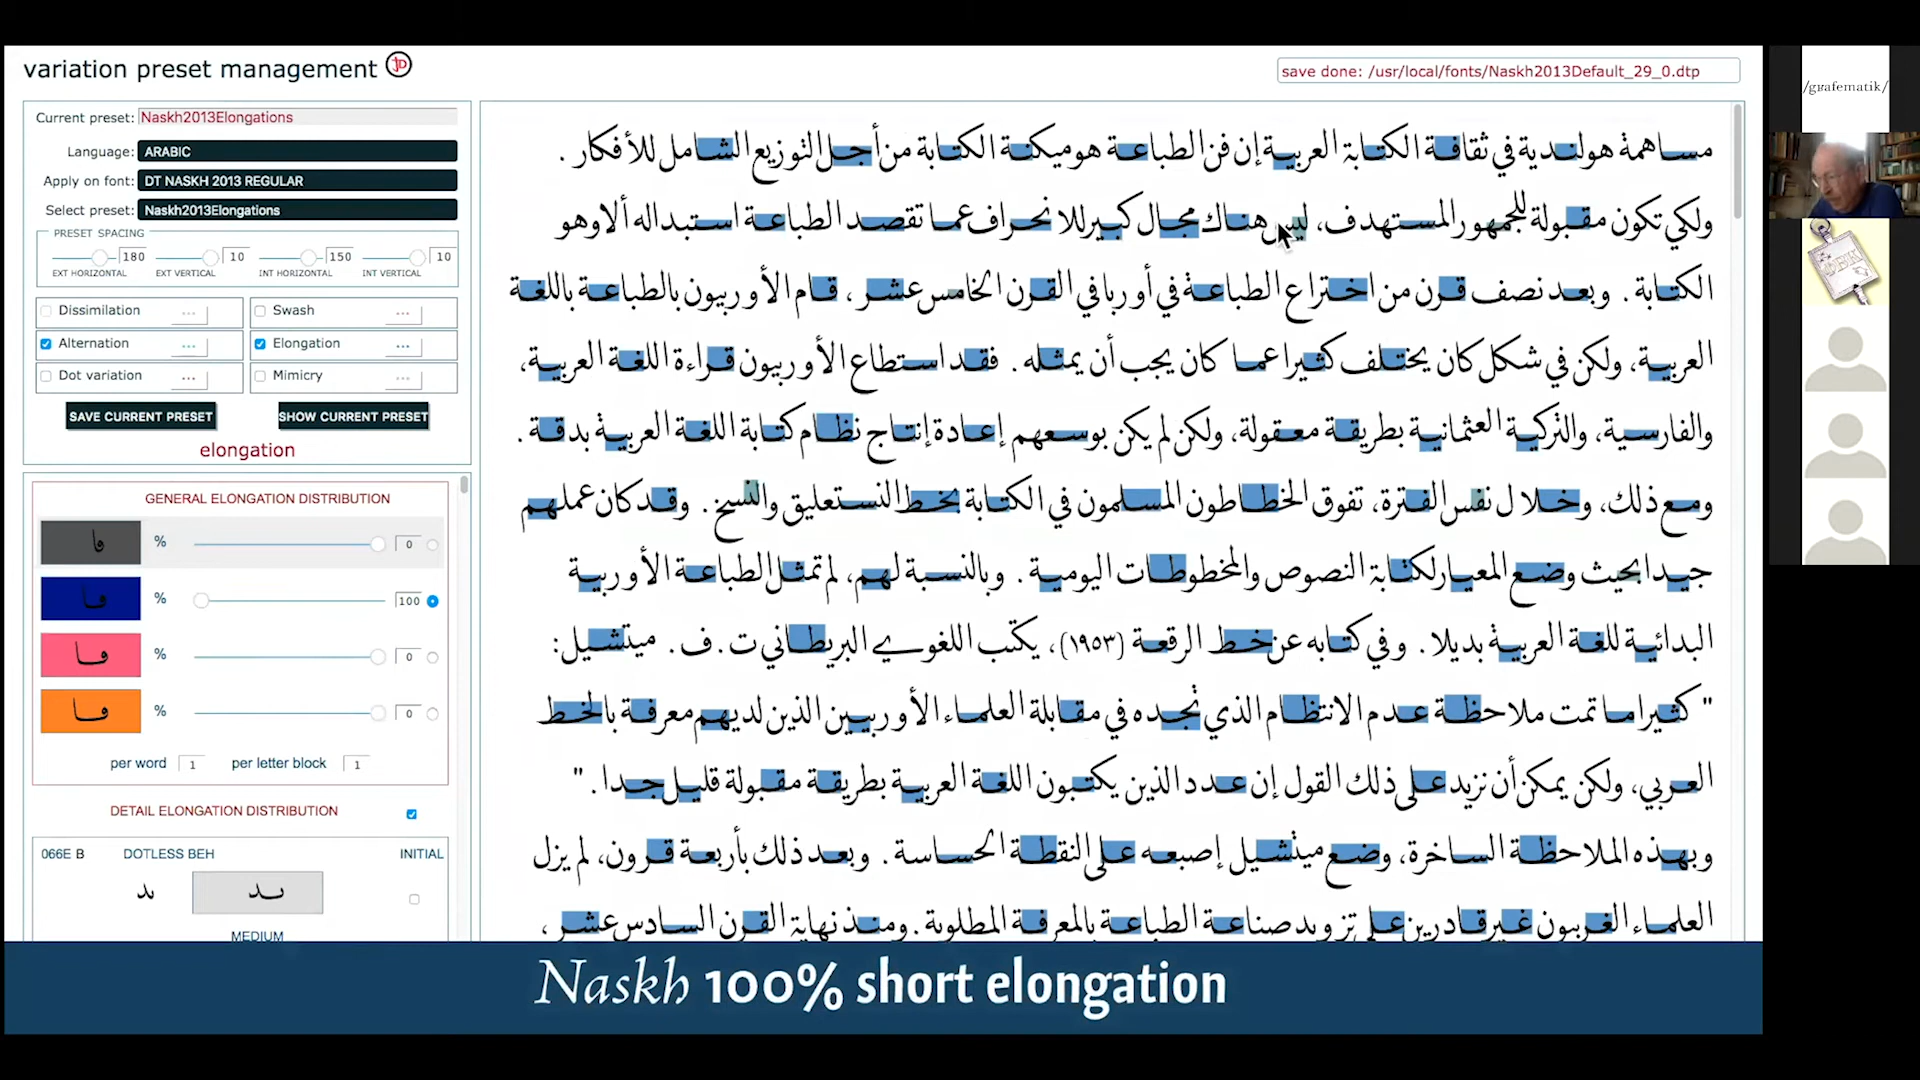 variation preset management
save done: /usr/local/fonts/Naskh2013Default_29_0.dtp
/gʁafematik/
Current preset: Naskh2013Elongations
Language: ARABIC
Apply on font: DT NASKH 2013 REGULAR
Select preset: Naskh2013Elongations
PRESET SPACING
180 10 150 10
EXT HORIZONTAL EXT VERTICAL INT HORIZONTAL INT VERTICAL
Dissimilation ... Swash ...
Alternation ... Elongation ...
Dot variation ... Mimicry ...
SAVE CURRENT PRESET SHOW CURRENT PRESET
elongation
GENERAL ELONGATION DISTRIBUTION
فا % 0
فا % 100
فا % 0
فا % 0
per word 1 per letter block 1
DETAIL ELONGATION DISTRIBUTION
066E B DOTLESS BEH INITIAL
MEDIUM
مساهمة هولندية في ثقافة الكتابة العربية إن فن الطباعة هو ميكنة الكتابة من أجل التوزيع الشامل للأفكار .
ولكي تكون مقبولة للجمهور المستهدف، ليس هناك مجال كبير للانحراف عما تقصد الطباعة استبداله ألا وهو
الكتابة . وبعد نصف قرن من اختراع الطباعة في أوربا في القرن الخامس عشر ، قام الأوربيون بالطباعة باللغة
العربية، ولكن في شكل كان يختلف كثيرا عما كان يجب أن يمثله . فقد استطاع الأوربيون قراءة اللغة العربية،
والفارسية، والتركية العثمانية بطريقة معقولة، ولكن لم يكن بوسعهم إعادة إنتاج نظام كتابة اللغة العربية بدقة .
ومع ذلك، وخلال نفس الفترة، تفوق الخطاطون المسلمون في الكتابة بخط النستعليق والنسخ . وقد كان عملهم
جيدا بحيث وضع المعيار لكتابة النصوص والمخطوطات اليومية . وبالنسبة لهم، لم تمثل الطباعة الأوربية
البدائية للغة العربية بديلا . وفي كتابه عن خط الرقعة (١٩٥٣)، يكتب اللغوي البريطاني ت . ف . ميتشيل:
"كثيرا ما تمت ملاحظة عدم الانتظام الذي نجده في مقابلة العلماء الأوربيين الذين لديهم معرفة بالخط
العربي، ولكن يمكن أن نزيد على ذلك القول إن عدد الذين يكتبون اللغة العربية بطريقة مقبولة قليل جدا . "
وبهذه الملاحظة الساخرة، وضع ميتشيل إصبعه على النقطة الحساسة . وبعد ذلك بأربعة قرون، لم يزل
العلماء الغربيون غير قادرين على تزويد صناعة الطباعة بالمعرفة المطلوبة . ومنذ نهاية القرن السادس عشر ،
Naskh 100% short elongation